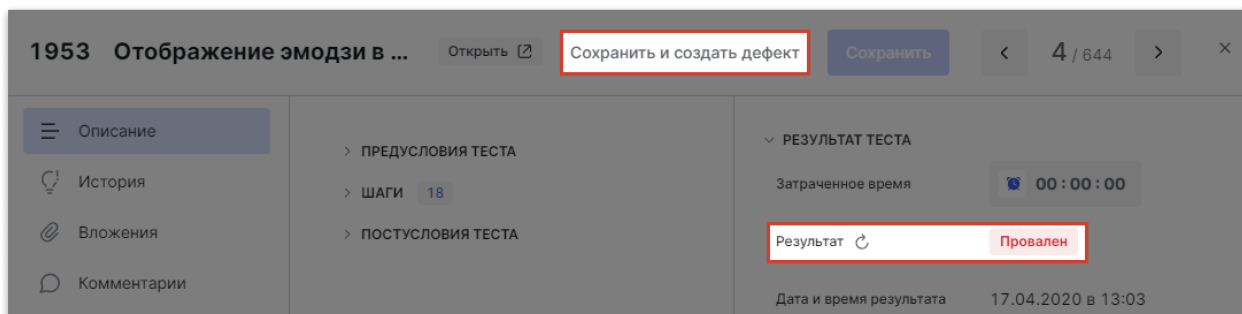 1953 Отображение эмодзи в ... Открыть Сохранить и создать дефект Сохранить < 4 / 644 >
Описание
История
Вложения
Комментарии
ПРЕДУСЛОВИЯ ТЕСТА
ШАГИ 18
ПОСТУСЛОВИЯ ТЕСТА
РЕЗУЛЬТАТ ТЕСТА
Затраченное время 00 : 00 : 00
Результат Провален
Дата и время результата 17.04.2020 в 13:03